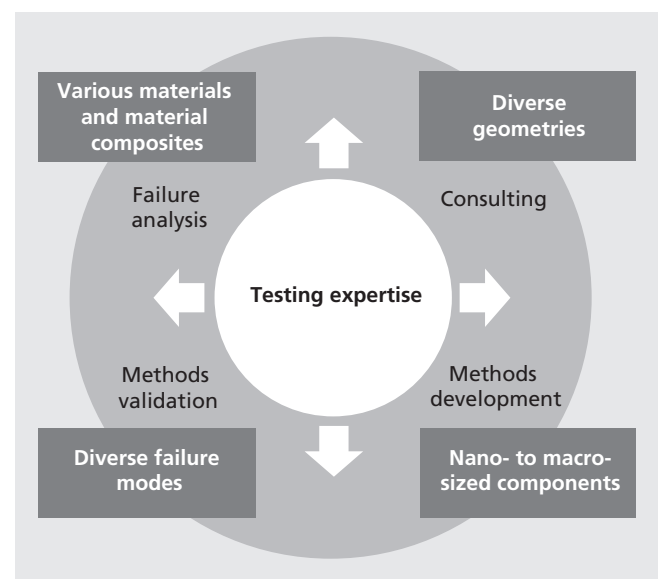 Various materials
and material
composites
Diverse
geometries
Failure
analysis
Consulting
Testing expertise
Methods
validation
Methods
development
Diverse failure
modes
Nano- to macro-
sized components